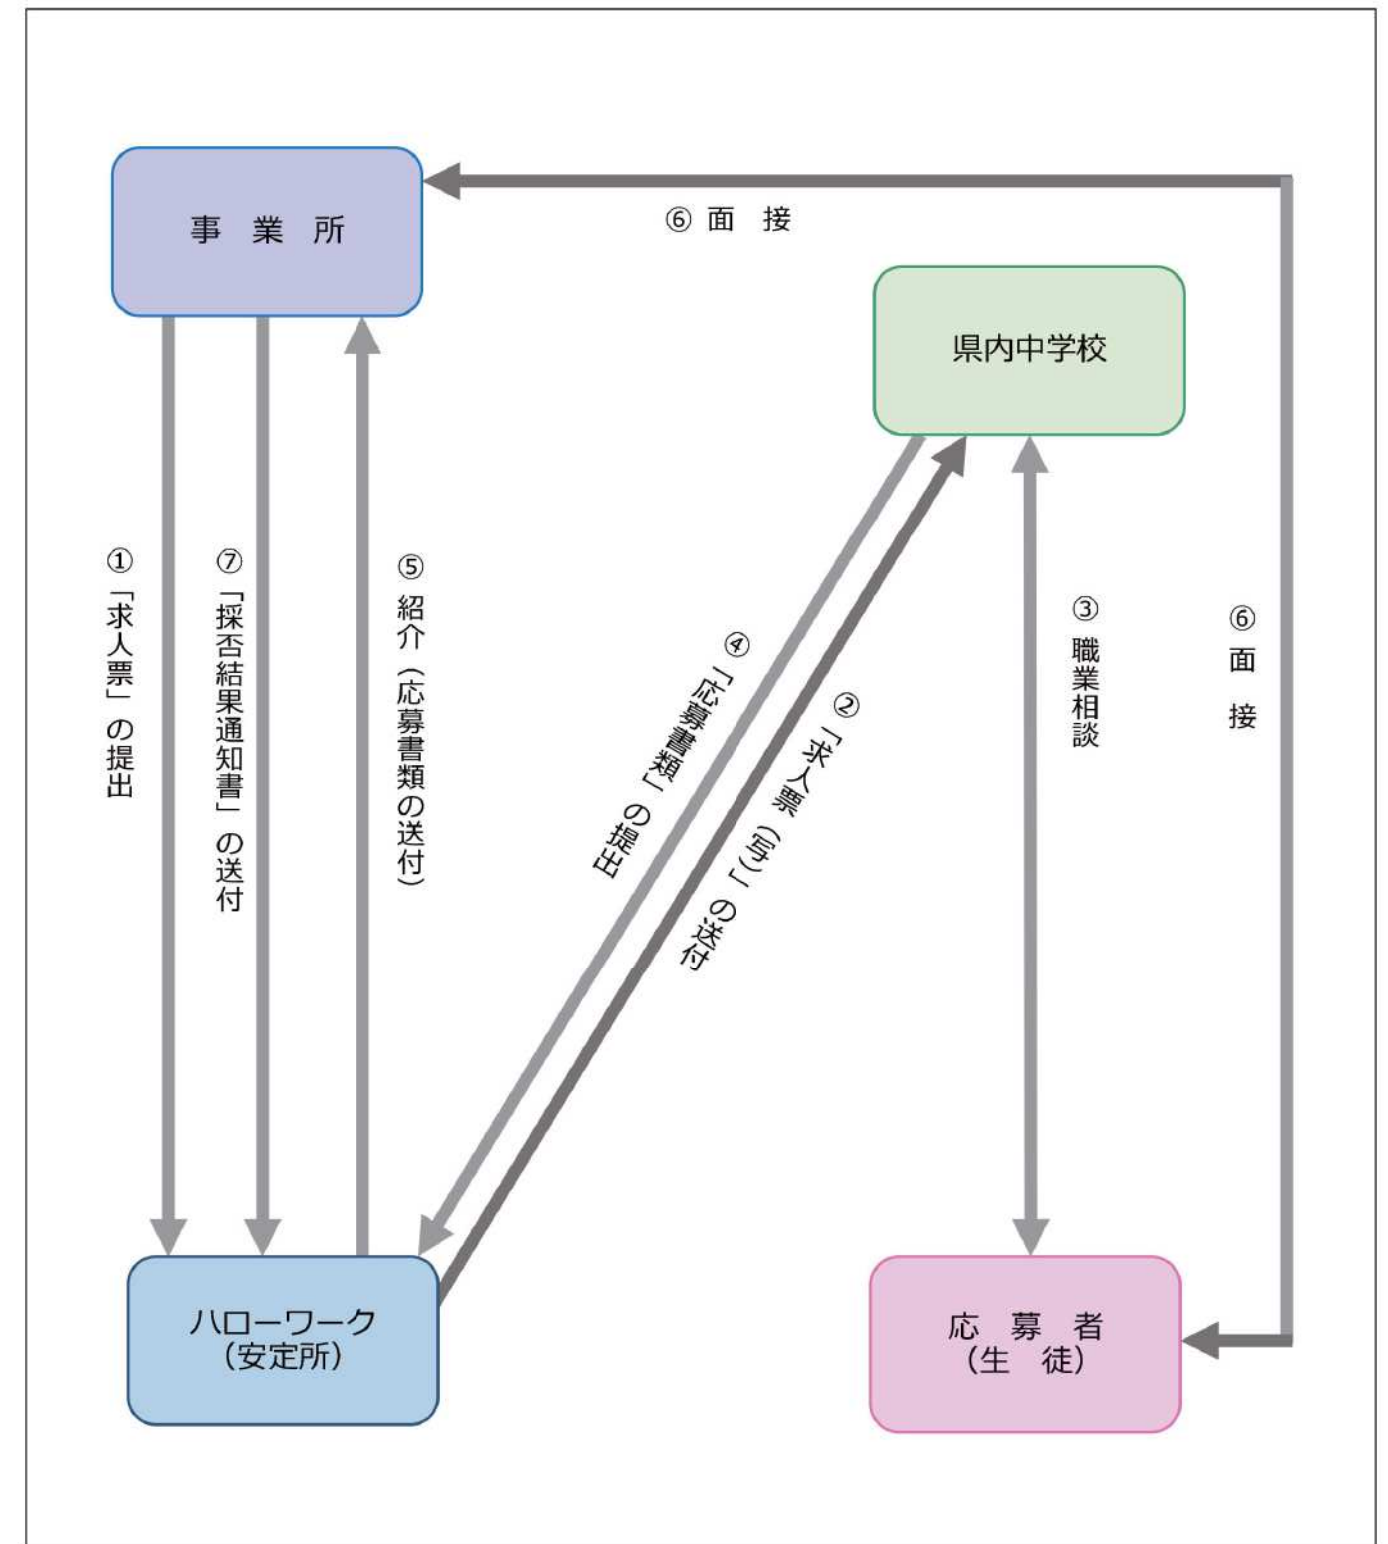 事 業 所
⑥ 面 接
県内中学校
①「求人票」の提出
⑦「採否結果通知書」の送付
⑤ 紹介（応募書類の送付）
④「応募書類」の提出
②「求人票（写）」の送付
③ 職業相談
⑥ 面 接
ハローワーク
（安定所）
応 募 者
（生 徒）